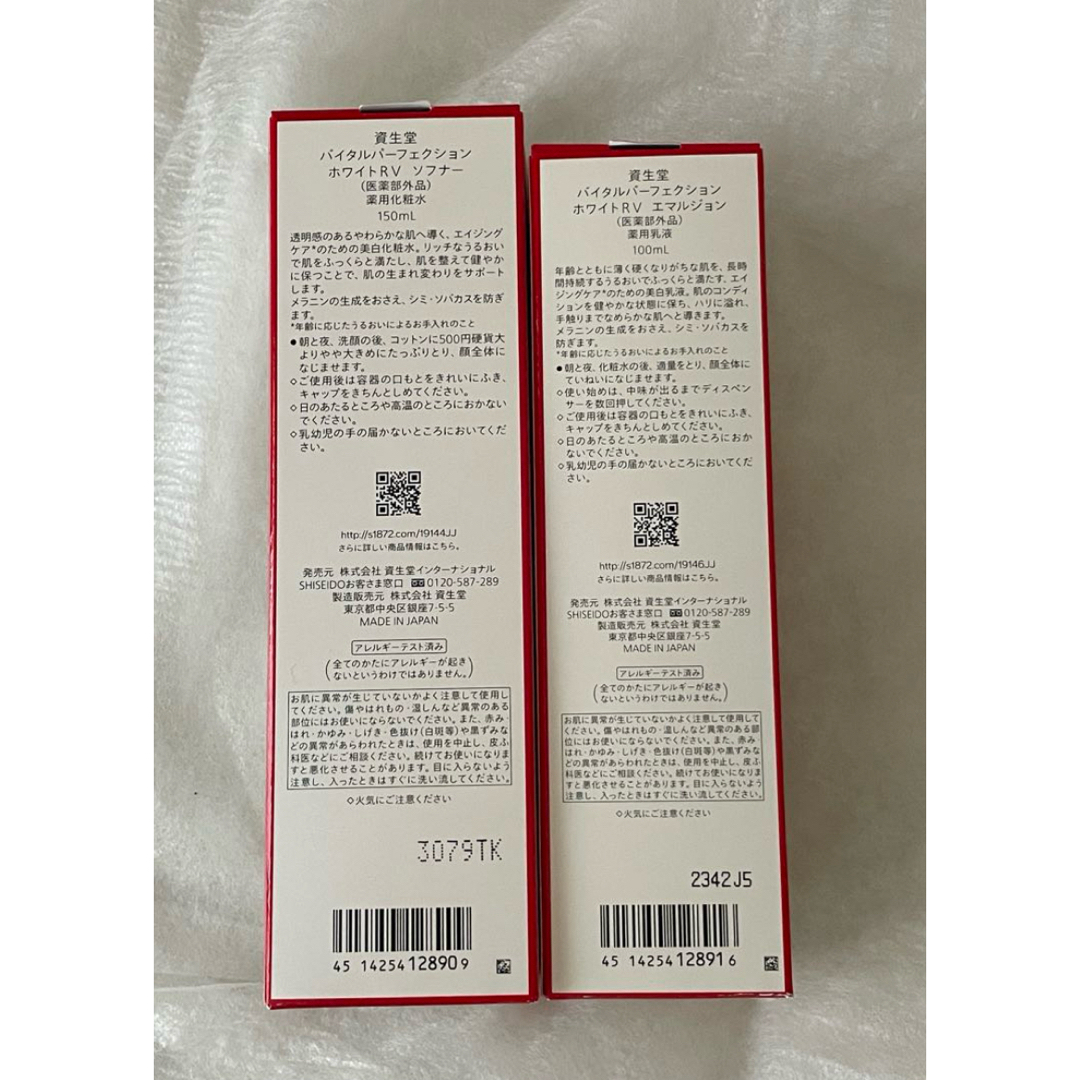 資生堂
バイタルパーフェクション
ホワイトRV ソフナー
（医薬部外品）
薬用化粧水
150mL
透明感のあるやわらかな肌へ導く、エイジング
ケア*のための美白化粧水。リッチなうるおい
で肌をふっくらと満たし、肌を整えて健やか
に保つことで、肌の生まれ変わりをサポート
します。
メラニンの生成をおさえ、シミ・ソバカスを防ぎ
ます。
*年齢に応じたうるおいによるお手入れのこと
●朝と夜、洗顔の後、コットンに500円硬貨大
よりやや大きめにたっぷりとり、顔全体に
なじませます。
◇ご使用後は容器の口もとをきれいにふき、
キャップをきちんとしめてください。
◇日のあたるところや高温のところにおかない
でください。
◇乳幼児の手の届かないところにおいてくだ
さい。
http://s1872.com/19144JJ
さらに詳しい商品情報はこちら。
発売元 株式会社 資生堂インターナショナル
SHISEIDOお客さま窓口 0120-587-289
製造販売元 株式会社 資生堂
東京都中央区銀座7-5-5
MADE IN JAPAN
アレルギーテスト済み
（全てのかたにアレルギーが起き
ないというわけではありません。）
お肌に異常が生じていないかよく注意して使用し
てください。傷やはれもの・湿しんなど異常のある
部位にはお使いにならないでください。また、赤み・
はれ・かゆみ・しげき・色抜け(白斑等)や黒ずみな
どの異常があらわれたときは、使用を中止し、皮ふ
科医などにご相談ください。続けてお使いになりま
すと悪化させることがあります。目に入らないよう
注意し、入ったときはすぐに洗い流してください。
◇火気にご注意ください
3079TK
45 14254 12890 9
資生堂
バイタルパーフェクション
ホワイトRV エマルジョン
（医薬部外品）
薬用乳液
100mL
年齢とともに薄く硬くなりがちな肌を、長時
間持続するうるおいでふっくらと満たす、エイ
ジングケア*のための美白乳液。肌のコンディ
ションを健やかな状態に保ち、ハリに溢れ、
手触りまでなめらかな肌へと導きます。
メラニンの生成をおさえ、シミ・ソバカスを
防ぎます。
*年齢に応じたうるおいによるお手入れのこと
●朝と夜、化粧水の後、適量をとり、顔全体に
ていねいになじませます。
◇使い始めは、中味が出るまでディスペン
サーを数回押してください。
◇ご使用後は容器の口もとをきれいにふき、
キャップをきちんとしめてください。
◇日のあたるところや高温のところにおか
ないでください。
◇乳幼児の手の届かないところにおいてくだ
さい。
http://s1872.com/19146JJ
さらに詳しい商品情報はこちら。
発売元 株式会社 資生堂インターナショナル
SHISEIDOお客さま窓口 0120-587-289
製造販売元 株式会社 資生堂
東京都中央区銀座7-5-5
MADE IN JAPAN
アレルギーテスト済み
（全てのかたにアレルギーが起き
ないというわけではありません。）
お肌に異常が生じていないかよく注意して使用して
ください。傷やはれもの・湿しんなど異常のある部
位にはお使いにならないでください。また、赤み・
はれ・かゆみ・しげき・色抜け(白斑等)や黒ずみな
どの異常があらわれたときは、使用を中止し、皮ふ
科医などにご相談ください。続けてお使いになりま
すと悪化させることがあります。目に入らないよう
注意し、入ったときはすぐに洗い流してください。
◇火気にご注意ください
2342J5
45 14254 12891 6